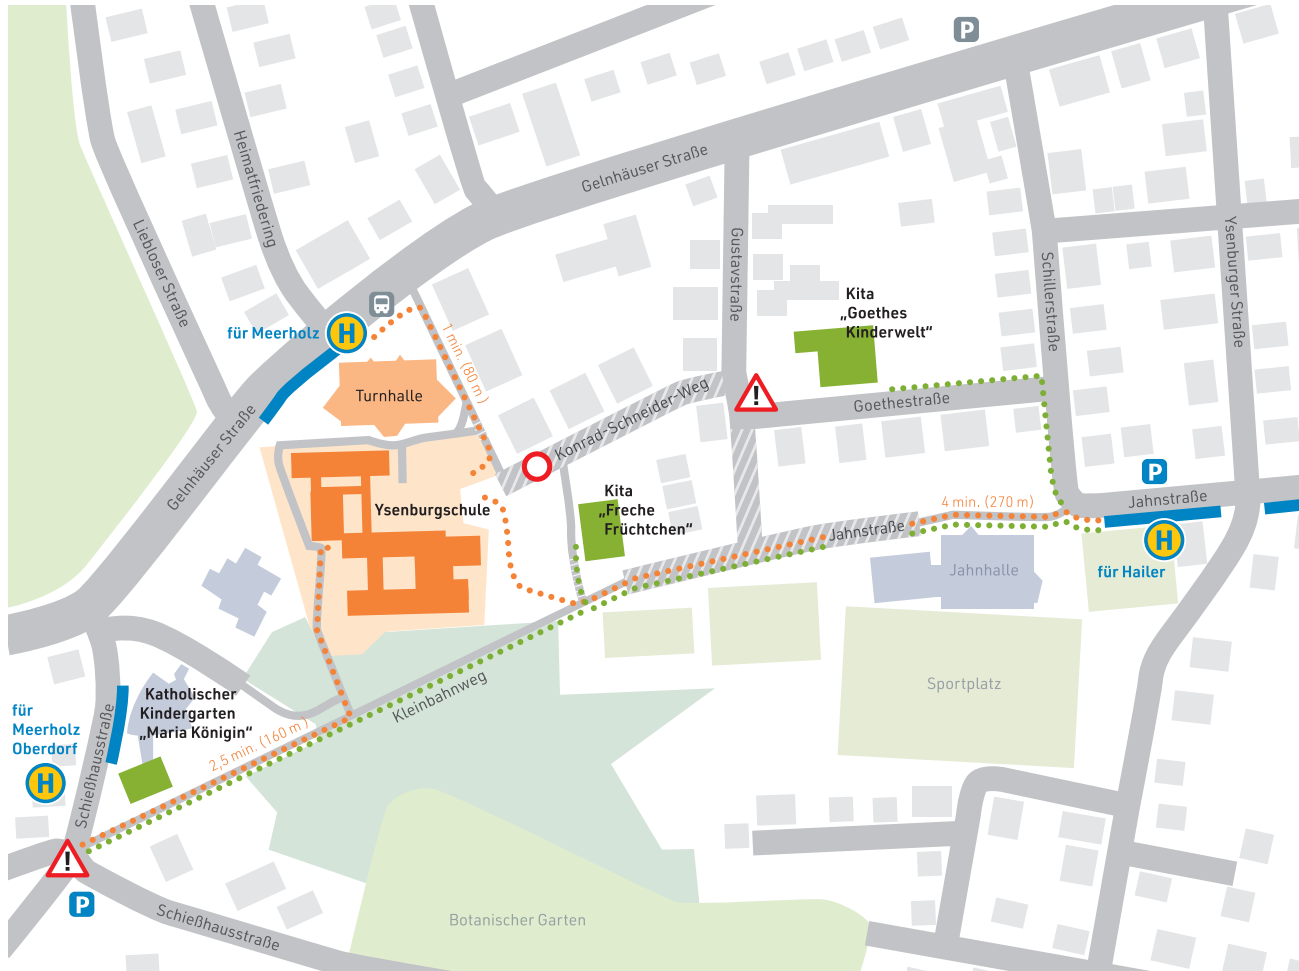 P
Gelnhäuser Straße
Heimatfriedering
Liebloser Straße
Gustavstraße
Schillerstraße
Ysenburger Straße
Kita
„Goethes
Kinderwelt“
für Meerholz
H
1 min. (80 m)
Turnhalle
!
Konrad-Schneider-Weg
Goethestraße
Gelnhäuser Straße
Ysenburgschule
Kita
„Freche
Früchtchen“
P
Jahnstraße
4 min. (270 m)
Jahnstraße
H
für Hailer
Jahnhalle
Sportplatz
Kleinbahnweg
Katholischer
Kindergarten
„Maria Königin“
für
Meerholz
Oberdorf
H
Schießhausstraße
2,5 min. (160 m)
!
P
Schießhausstraße
Botanischer Garten